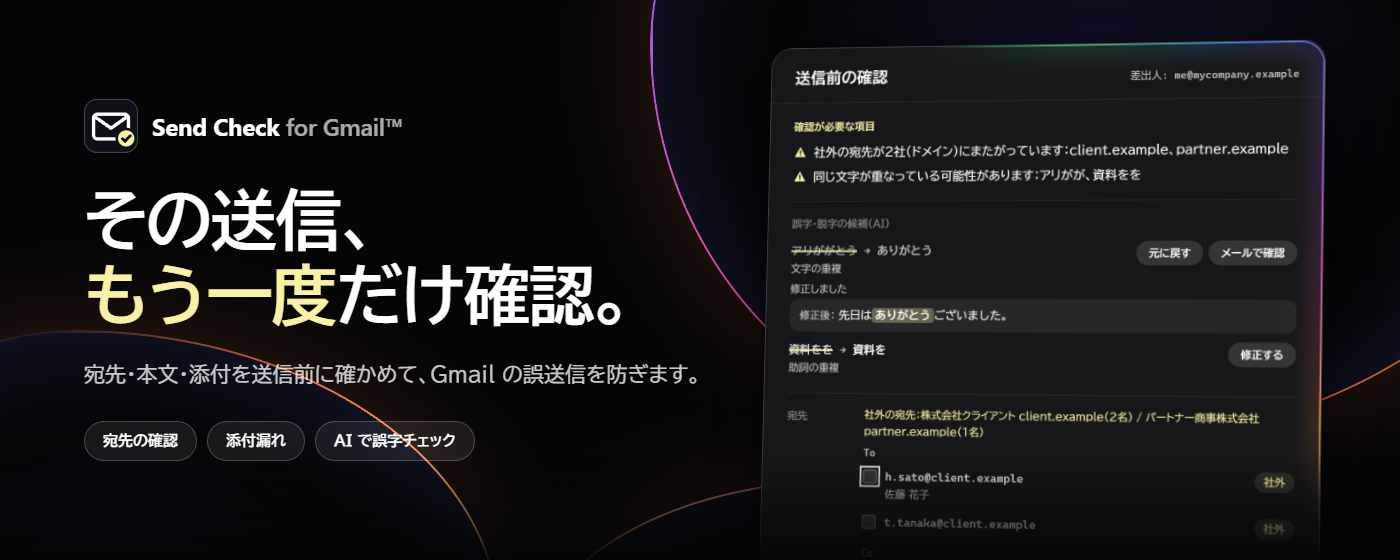 Send Check for Gmail™
その送信、
もう一度だけ確認。
宛先・本文・添付を送信前に確かめて、Gmail の誤送信を防ぎます。
宛先の確認
添付漏れ
AI で誤字チェック
送信前の確認
差出人: me@mycompany.example
確認が必要な項目
社外の宛先が2社(ドメイン)にまたがっています:client.example、partner.example
同じ文字が重なっている可能性があります:アリがが、資料をを
誤字・脱字の候補(AI)
アリががとう → ありがとう
元に戻す
メールで確認
文字の重複
修正しました
修正後: 先日はありがとうございました。
資料をを → 資料を
修正する
助詞の重複
宛先
社外の宛先:株式会社クライアント client.example(2名) / パートナー商事株式会社
partner.example(1名)
To
h.sato@client.example
社外
佐藤 花子
t.tanaka@client.example
社外
Cc